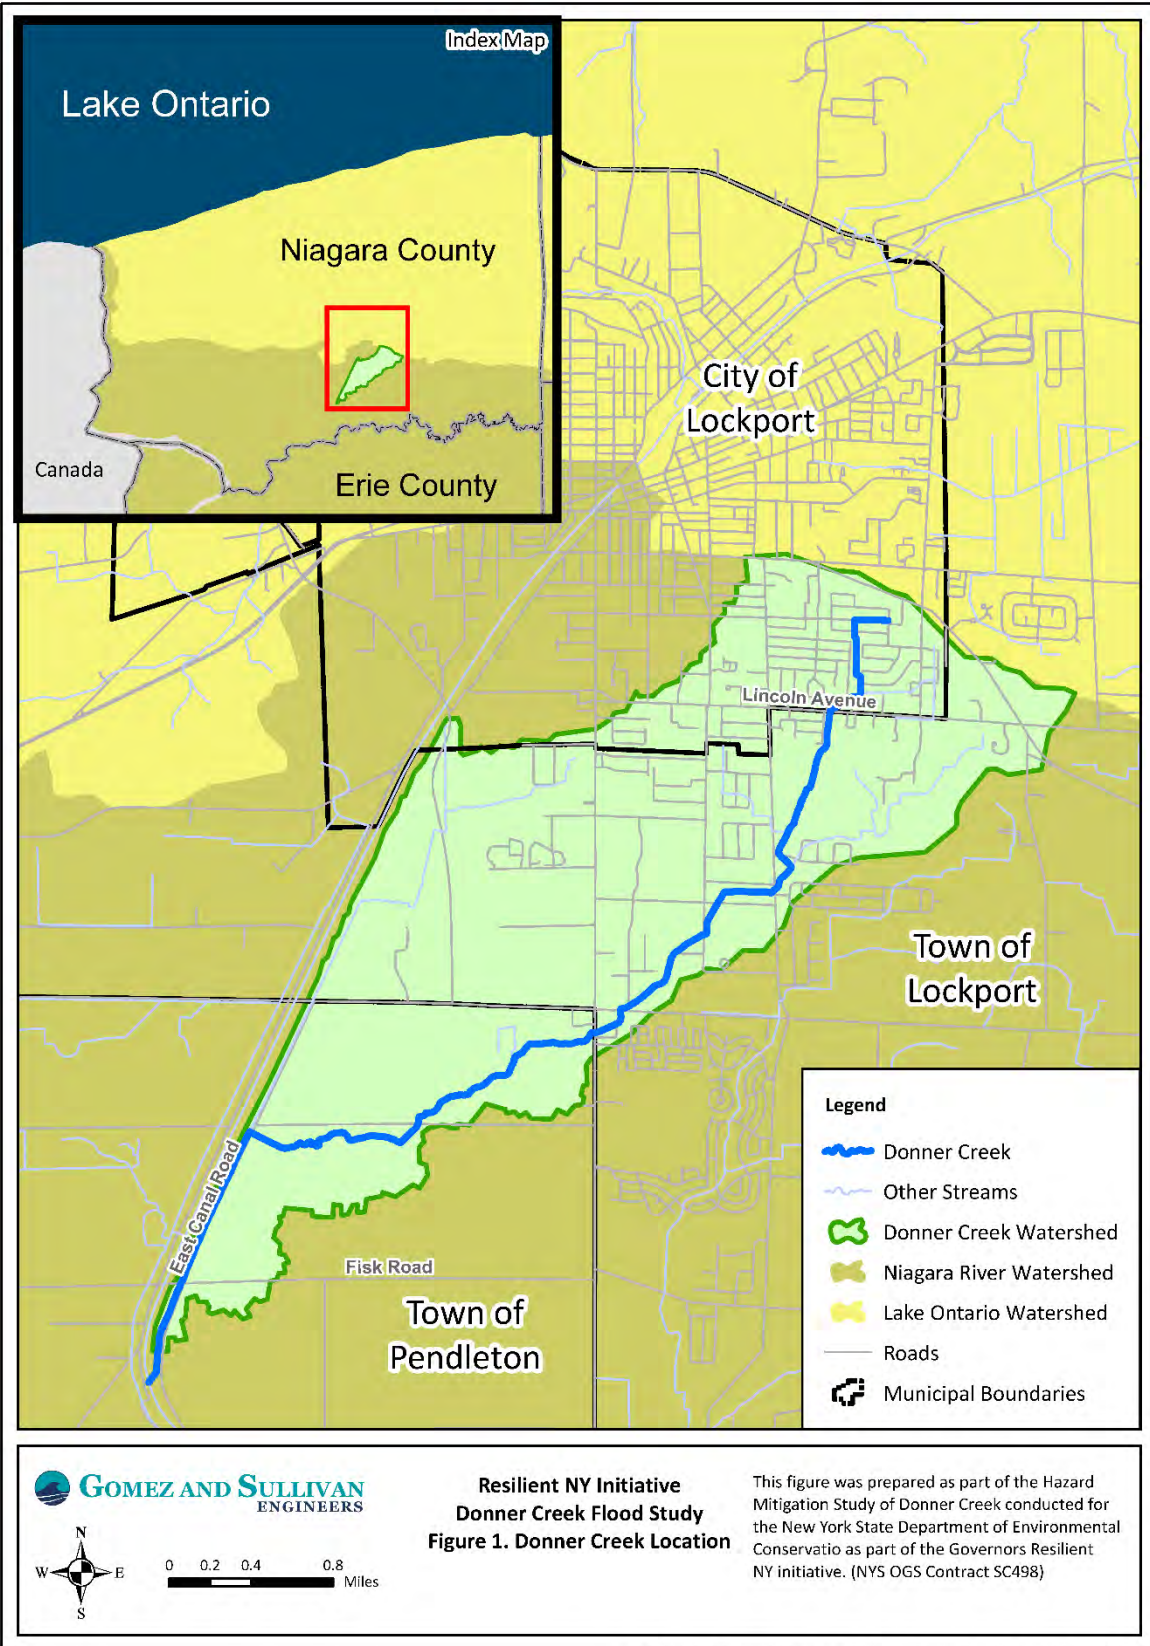 Index Map
Lake Ontario
Niagara County
Canada
Erie County
City of
Lockport
Lincoln Avenue
Town of
Lockport
East Canal Road
Fisk Road
Town of
Pendleton
Legend
Donner Creek
Other Streams
Donner Creek Watershed
Niagara River Watershed
Lake Ontario Watershed
Roads
Municipal Boundaries
GOMEZ AND SULLIVAN
ENGINEERS
N
W E
S
0 0.2 0.4 0.8
Miles
Resilient NY Initiative
Donner Creek Flood Study
Figure 1. Donner Creek Location
This figure was prepared as part of the Hazard
Mitigation Study of Donner Creek conducted for
the New York State Department of Environmental
Conservatio as part of the Governors Resilient
NY initiative. (NYS OGS Contract SC498)